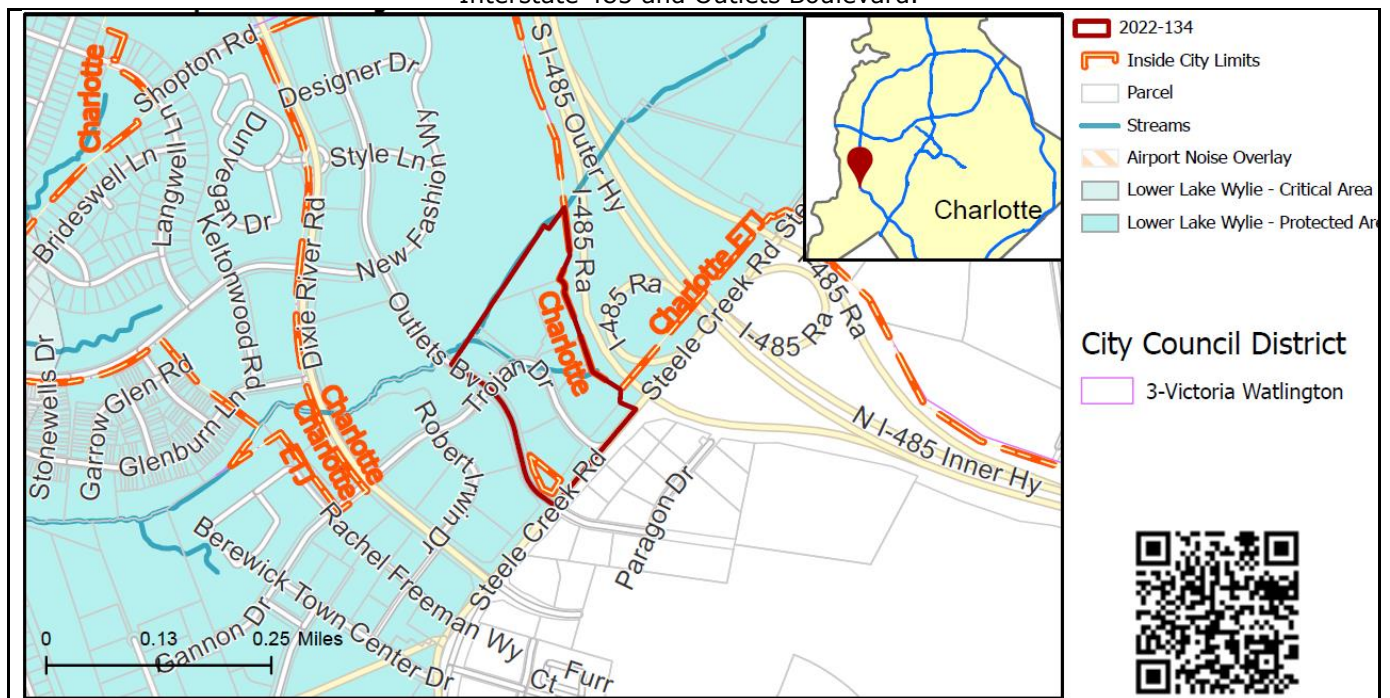 Interstate 485 and Outlets Boulevard.
2022-134
Inside City Limits
Parcel
Streams
Airport Noise Overlay
Lower Lake Wylie - Critical Area
Lower Lake Wylie - Protected Are
City Council District
3-Victoria Watlington
Charlotte
Charlotte
Shopton Rd
Designer Dr
S I-485 Outer Hy
Langwell Ln
Dunvegan Dr
Style Ln
Brideswell Ln
New Fashion Wy
Dixie River Rd
Keltonwood Rd
I-485 Ra
I-485 Ra
Charlotte ETJ
Steele Creek Rd
I-485 Ra
I-485 Ra
Charlotte
Outlets Bv
Trojan Dr
Stonewells Dr
Garrow Glen Rd
Glenburn Ln
Charlotte
Charlotte
ETJ
Robert Irwin Dr
N I-485 Inner Hy
Steele Creek Rd
Paragon Dr
Rachel Freeman Wy
Berewick Town Center Dr
Gannon Dr
Furr
Ct
0 0.13 0.25 Miles